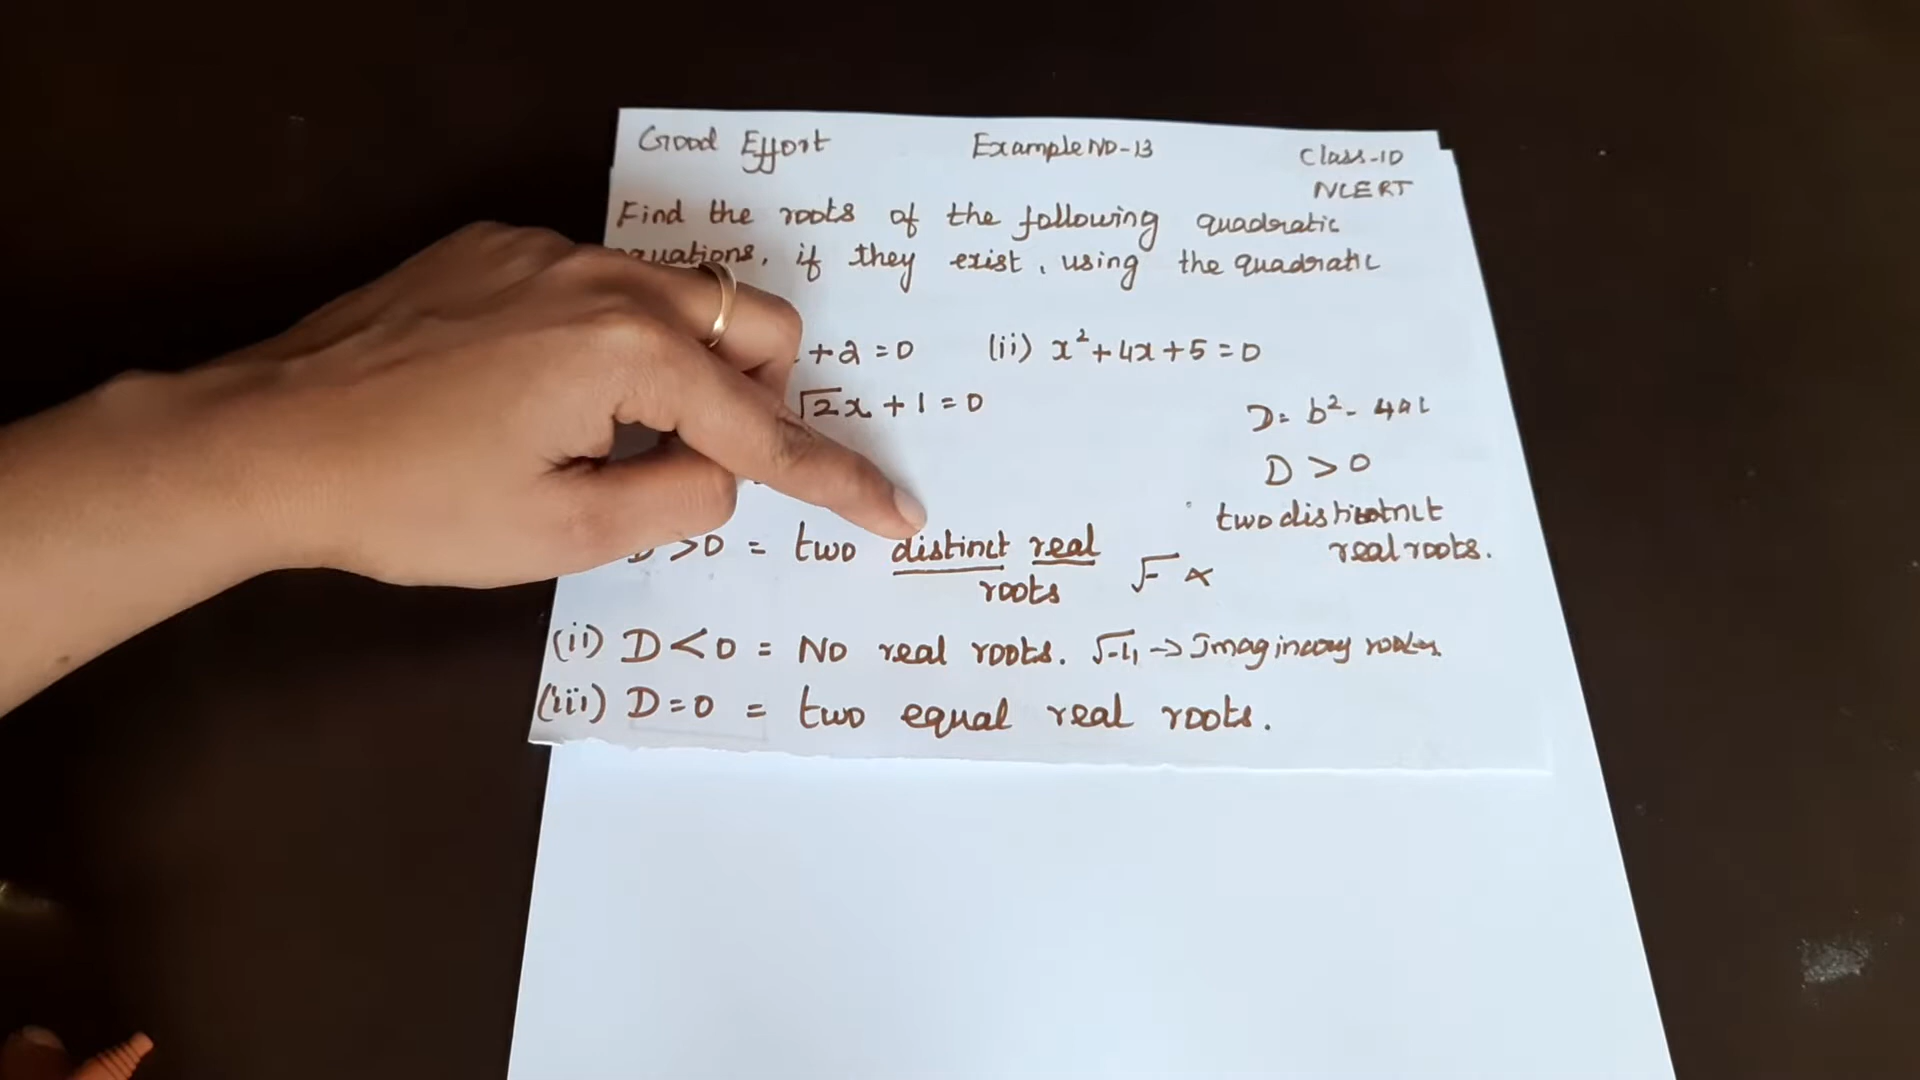 Good Effort Example NO-13 Class-10
NCERT
Find the roots of the following quadratic
equations, if they exist, using the quadratic
+2=0 (ii) x²+4x+5=0
√2x+1=0
D= b²- 4ac
D > 0
two distinct
real roots.
D >0 = two distinct real
roots √- ×
(ii) D<0 = No real roots. √-4 → Imaginary roots.
(iii) D=0 = two equal real roots.